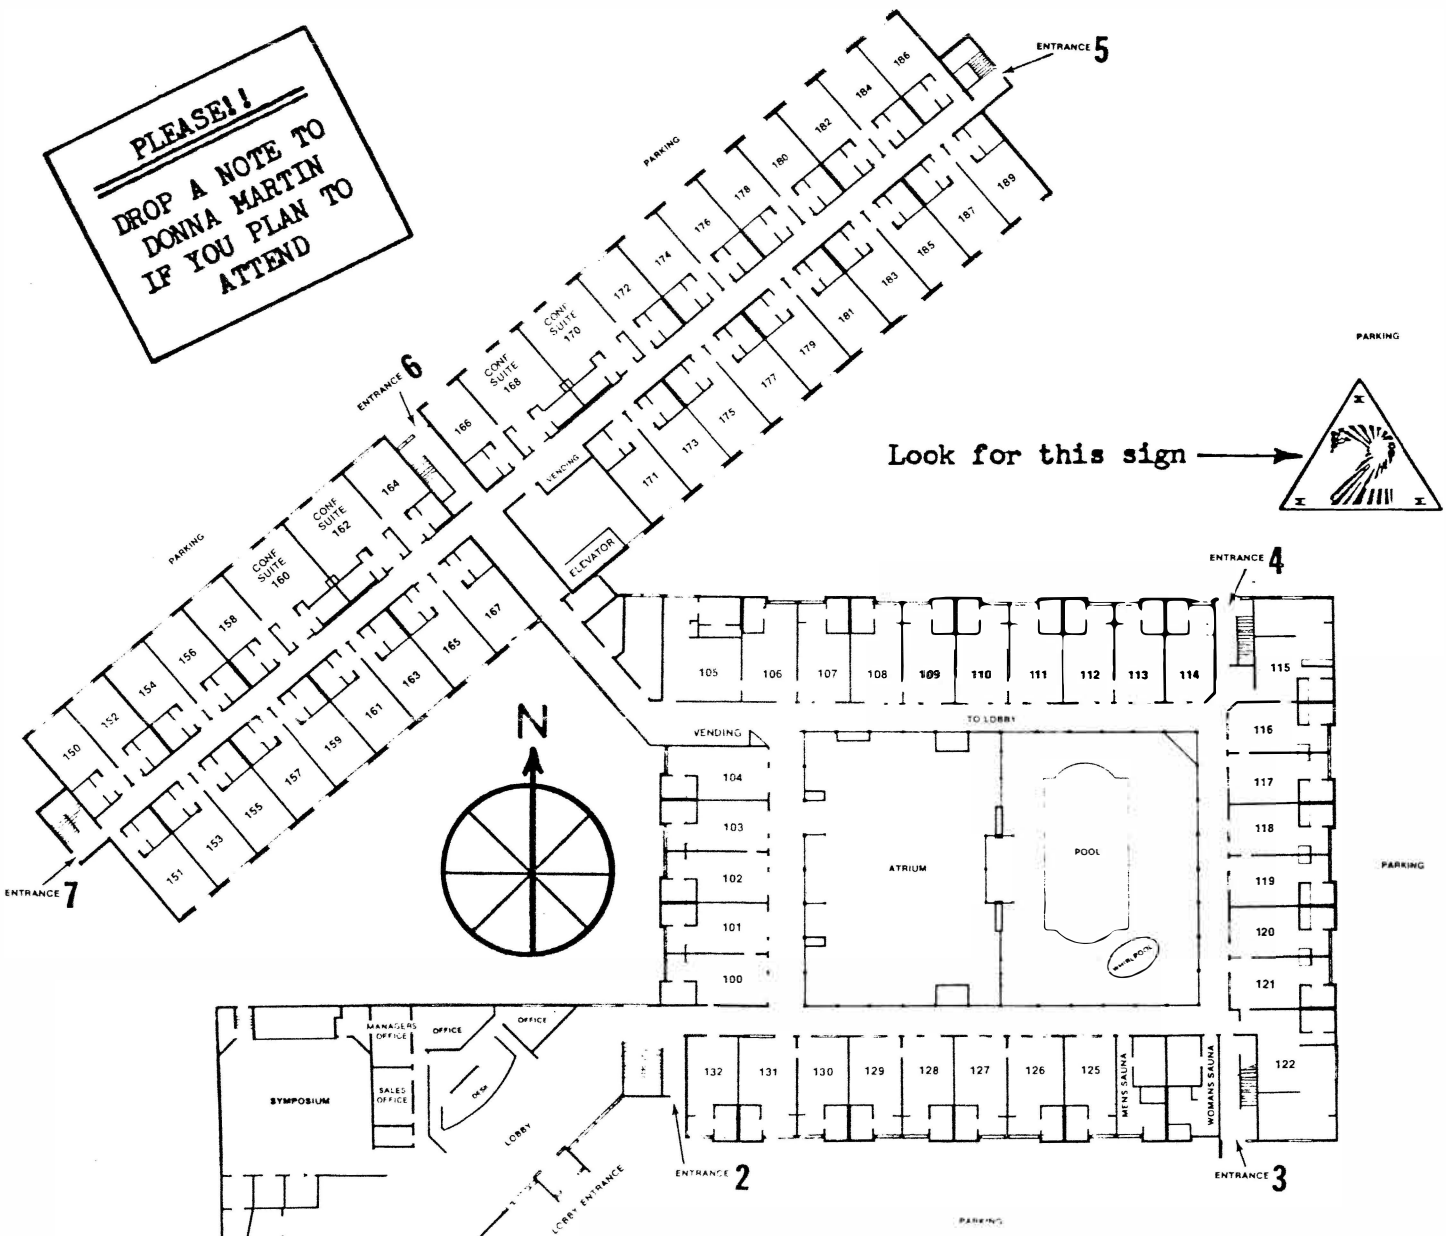 PLEASE!!
DROP A NOTE TO
DONNA MARTIN
IF YOU PLAN TO
ATTEND
ENTRANCE 5
PARKING
186
184
182
180
178
176
174
172
CONF
SUITE
170
CONF
SUITE
168
166
189
187
185
183
181
179
177
175
173
171
VENDING
ELEVATOR
ENTRANCE 6
PARKING
164
CONF
SUITE
162
CONF
SUITE
160
158
156
154
152
150
167
165
163
161
159
157
155
153
151
ENTRANCE 7
PARKING
Look for this sign
ENTRANCE 4
105
106
107
108
109
110
111
112
113
114
115
TO LOBBY
VENDING
N
104
103
102
101
100
ATRIUM
POOL
WHIRLPOOL
116
117
118
119
120
121
122
PARKING
MANAGERS
OFFICE
OFFICE
OFFICE
SALES
OFFICE
DESK
SYMPOSIUM
LOBBY
LOBBY ENTRANCE
132
131
130
129
128
127
126
125
MENS SAUNA
WOMANS SAUNA
ENTRANCE 2
ENTRANCE 3
PARKING